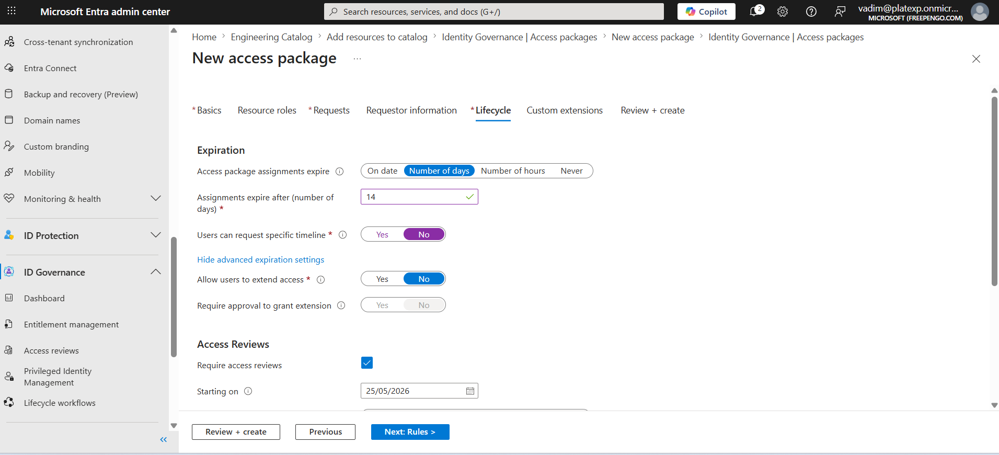 Microsoft Entra admin center
Search resources, services, and docs (G+/)
Copilot
2
vadim@platexp.onmicr...
MICROSOFT (FREEPENGO.COM)
Cross-tenant synchronization
Entra Connect
Backup and recovery (Preview)
Domain names
Custom branding
Mobility
Monitoring & health
ID Protection
ID Governance
Dashboard
Entitlement management
Access reviews
Privileged Identity
Management
Lifecycle workflows
Home > Engineering Catalog > Add resources to catalog > Identity Governance | Access packages > New access package > Identity Governance | Access packages
New access package ...
* Basics Resource roles * Requests Requestor information * Lifecycle Custom extensions Review + create
Expiration
Access package assignments expire On date Number of days Number of hours Never
Assignments expire after (number of
days) *
14
Users can request specific timeline * Yes No
Hide advanced expiration settings
Allow users to extend access * Yes No
Require approval to grant extension Yes No
Access Reviews
Require access reviews
Starting on 25/05/2026
Review + create Previous Next: Rules >